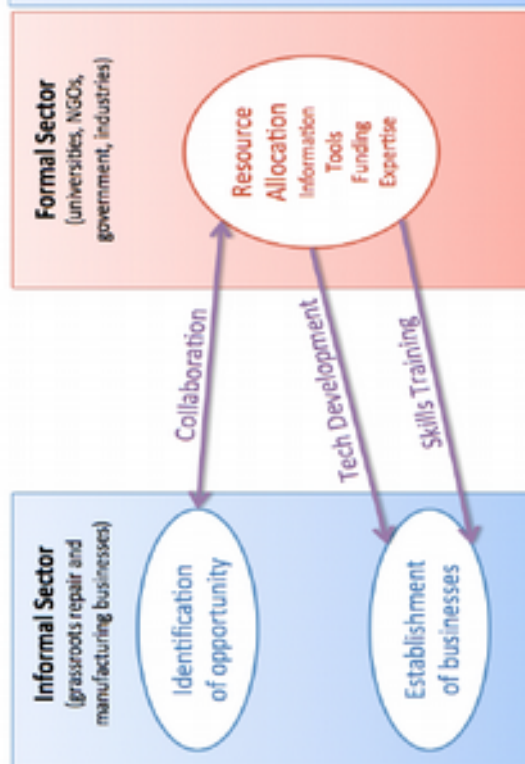 Informal Sector
(grassroots repair and
manufacturing businesses)
Identification
of opportunity
Establishment
of businesses
Collaboration
Tech Development
Skills Training
Formal Sector
(universities, NGOs,
government, industries)
Resource
Allocation
Information
Tools
Funding
Expertise